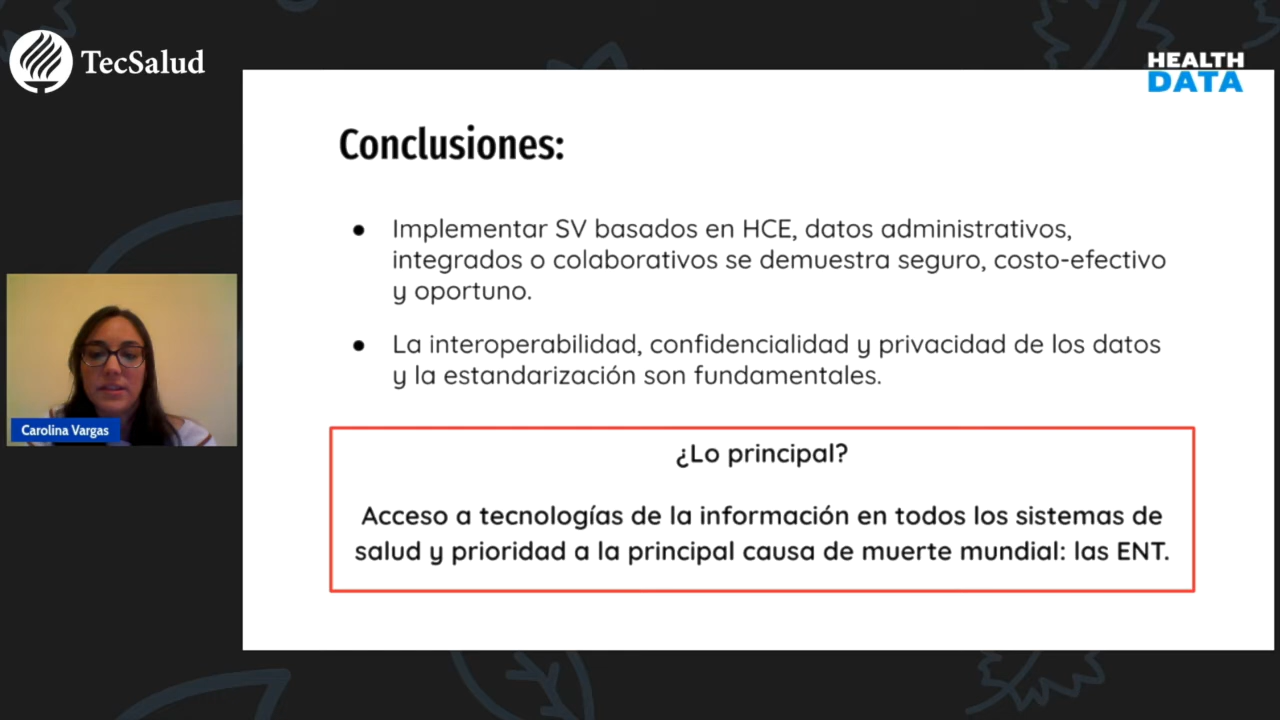 TecSalud
HEALTH
DATA
Conclusiones:
● Implementar SV basados en HCE, datos administrativos,
integrados o colaborativos se demuestra seguro, costo-efectivo
y oportuno.
● La interoperabilidad, confidencialidad y privacidad de los datos
y la estandarización son fundamentales.
¿Lo principal?
Acceso a tecnologías de la información en todos los sistemas de
salud y prioridad a la principal causa de muerte mundial: las ENT.
Carolina Vargas